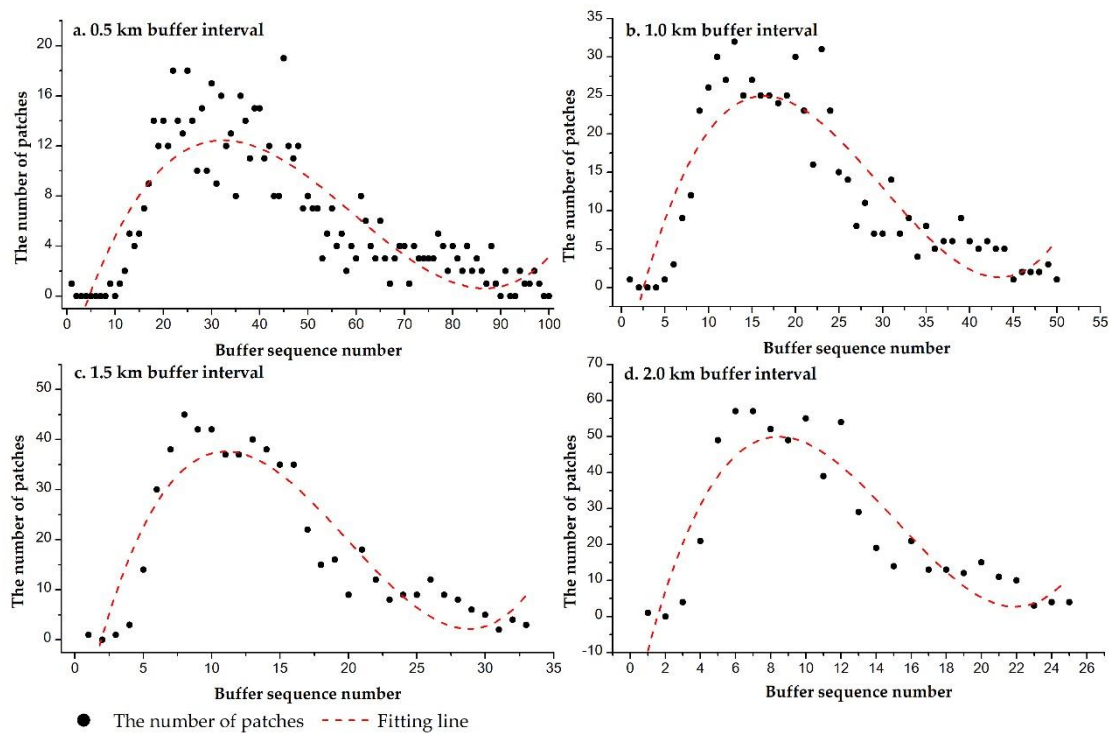 a. 0.5 km buffer interval
The number of patches
20
16
12
8
4
0
0 10 20 30 40 50 60 70 80 90 100
Buffer sequence number
b. 1.0 km buffer interval
The number of patches
35
30
25
20
15
10
5
0
0 5 10 15 20 25 30 35 40 45 50 55
Buffer sequence number
c. 1.5 km buffer interval
The number of patches
50
40
30
20
10
0
0 5 10 15 20 25 30 35
Buffer sequence number
d. 2.0 km buffer interval
The number of patches
70
60
50
40
30
20
10
0
-10
0 2 4 6 8 10 12 14 16 18 20 22 24 26
Buffer sequence number
The number of patches Fitting line